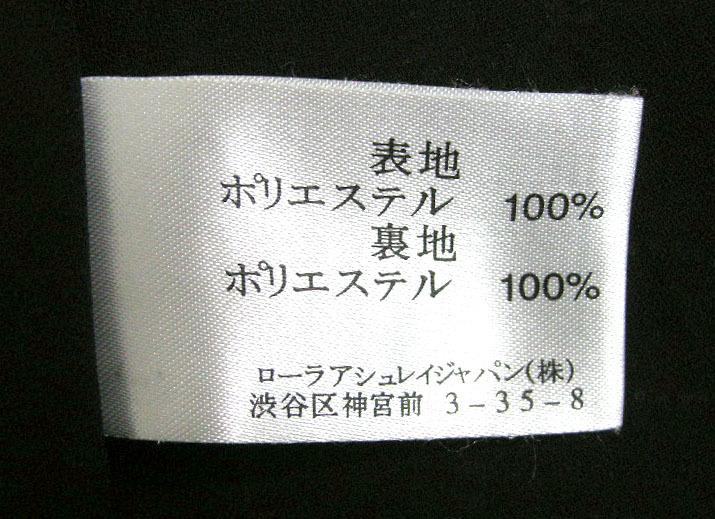 表地
ポリエステル 100%
裏地
ポリエステル 100%
ローラアシュレイジャパン(株)
渋谷区神宮前 3-35-8